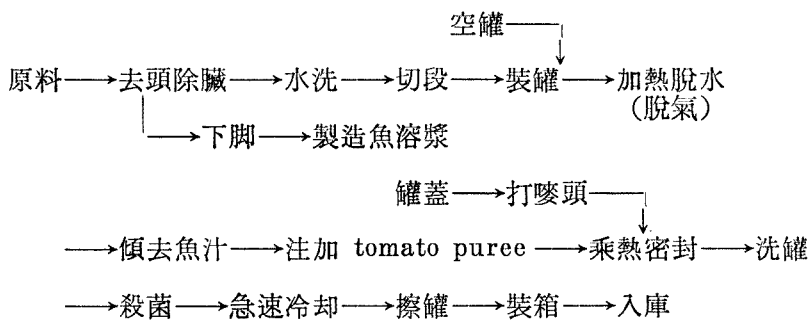 空罐
原料→去頭除臟→水洗→切段→裝罐→加熱脫水
(脫氣)
下脚→製造魚溶漿
罐蓋→打嘜頭
→傾去魚汁→注加 tomato puree→乘熱密封→洗罐
→殺菌→急速冷却→擦罐→裝箱→入庫